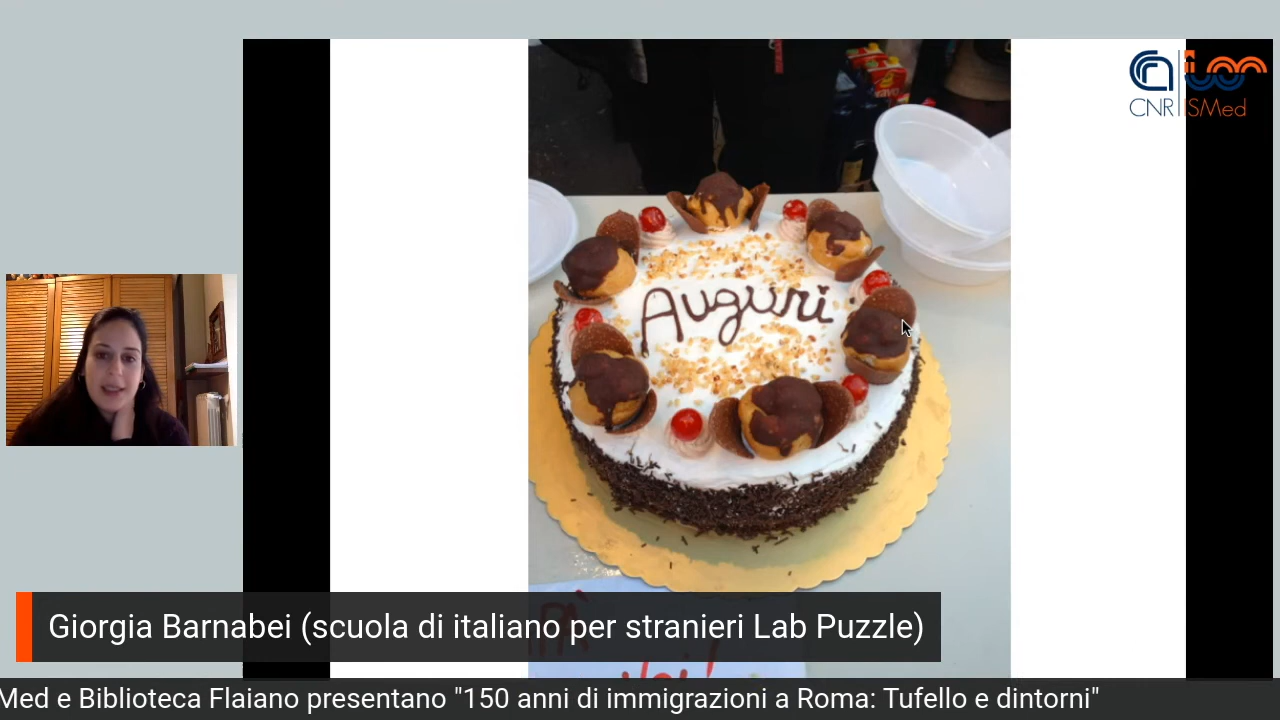 CNR ISMed
Auguri
Giorgia Barnabei (scuola di italiano per stranieri Lab Puzzle)
Med e Biblioteca Flaiano presentano "150 anni di immigrazioni a Roma: Tufello e dintorni"